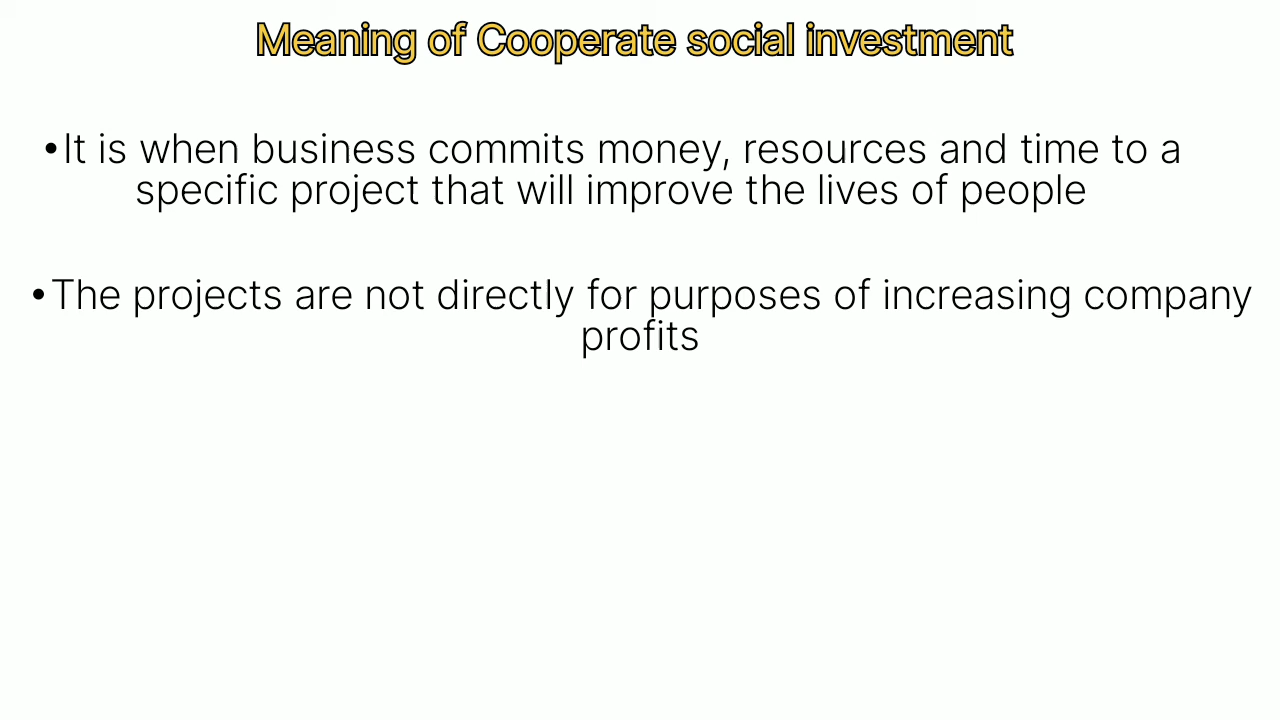 Meaning of Cooperate social investment
•It is when business commits money, resources and time to a
specific project that will improve the lives of people
•The projects are not directly for purposes of increasing company
profits